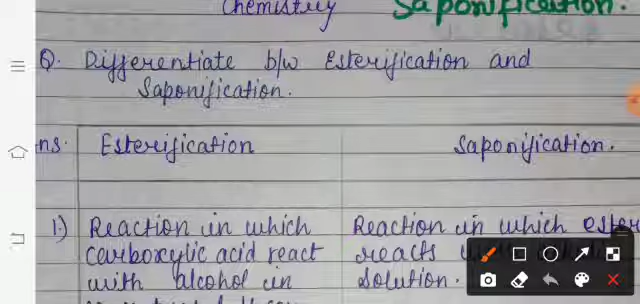 Chemistry Saponification.
Q. Differentiate b/w Esterification and
Saponification.
ns. Esterification Saponification.
1.) Reaction in which Reaction in which ester
carboxylic acid react reacts
with alcohol in solution.